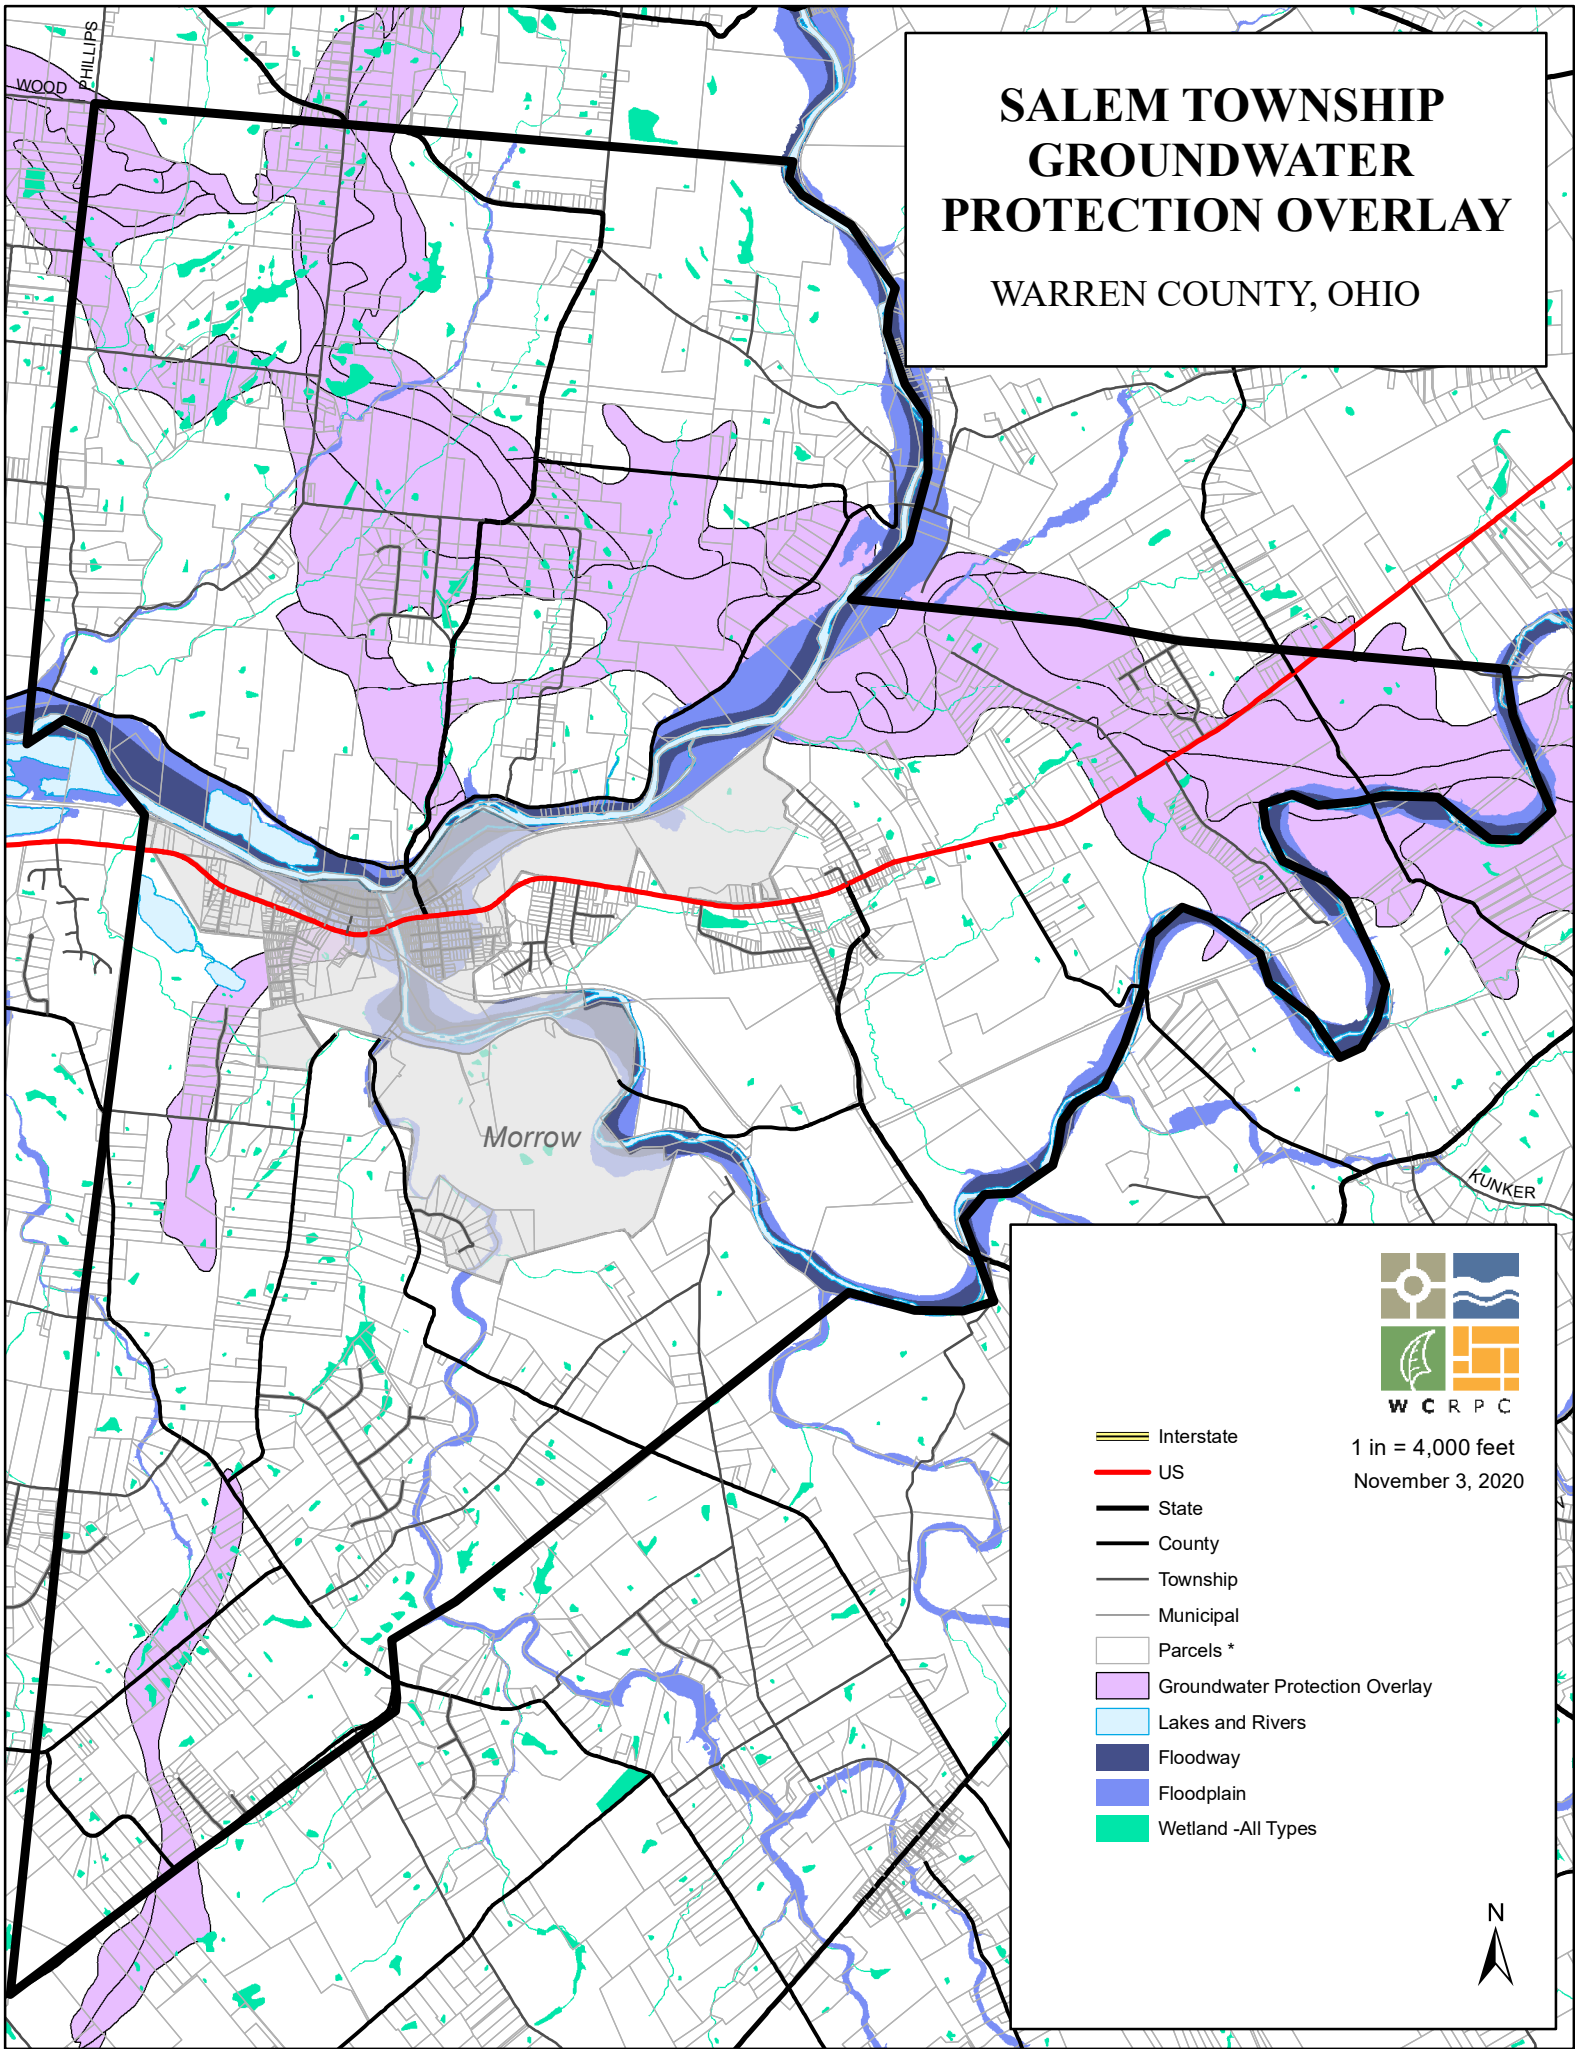 WOOD
PHILLIPS
SALEM TOWNSHIP
GROUNDWATER
PROTECTION OVERLAY
WARREN COUNTY, OHIO
Morrow
KUNKER
W C R P C
1 in = 4,000 feet
November 3, 2020
Interstate
US
State
County
Township
Municipal
Parcels *
Groundwater Protection Overlay
Lakes and Rivers
Floodway
Floodplain
Wetland -All Types
N